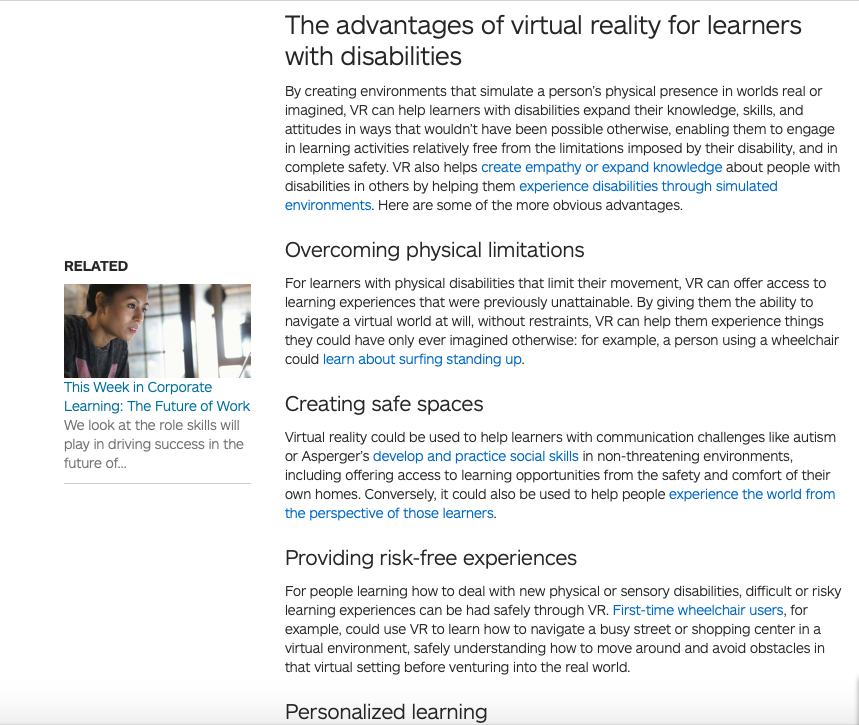 The advantages of virtual reality for learners
with disabilities
By creating environments that simulate a person's physical presence in worlds real or
imagined, VR can help learners with disabilities expand their knowledge, skills, and
attitudes in ways that wouldn't have been possible otherwise, enabling them to engage
in learning activities relatively free from the limitations imposed by their disability, and in
complete safety. VR also helps create empathy or expand knowledge about people with
disabilities in others by helping them experience disabilities through simulated
environments. Here are some of the more obvious advantages.
RELATED
This Week in Corporate
Learning: The Future of Work
We look at the role skills will
play in driving success in the
future of...
Overcoming physical limitations
For learners with physical disabilities that limit their movement, VR can offer access to
learning experiences that were previously unattainable. By giving them the ability to
navigate a virtual world at will, without restraints, VR can help them experience things
they could have only ever imagined otherwise: for example, a person using a wheelchair
could learn about surfing standing up.
Creating safe spaces
Virtual reality could be used to help learners with communication challenges like autism
or Asperger's develop and practice social skills in non-threatening environments,
including offering access to learning opportunities from the safety and comfort of their
own homes. Conversely, it could also be used to help people experience the world from
the perspective of those learners.
Providing risk-free experiences
For people learning how to deal with new physical or sensory disabilities, difficult or risky
learning experiences can be had safely through VR. First-time wheelchair users, for
example, could use VR to learn how to navigate a busy street or shopping center in a
virtual environment, safely understanding how to move around and avoid obstacles in
that virtual setting before venturing into the real world.
Personalized learning